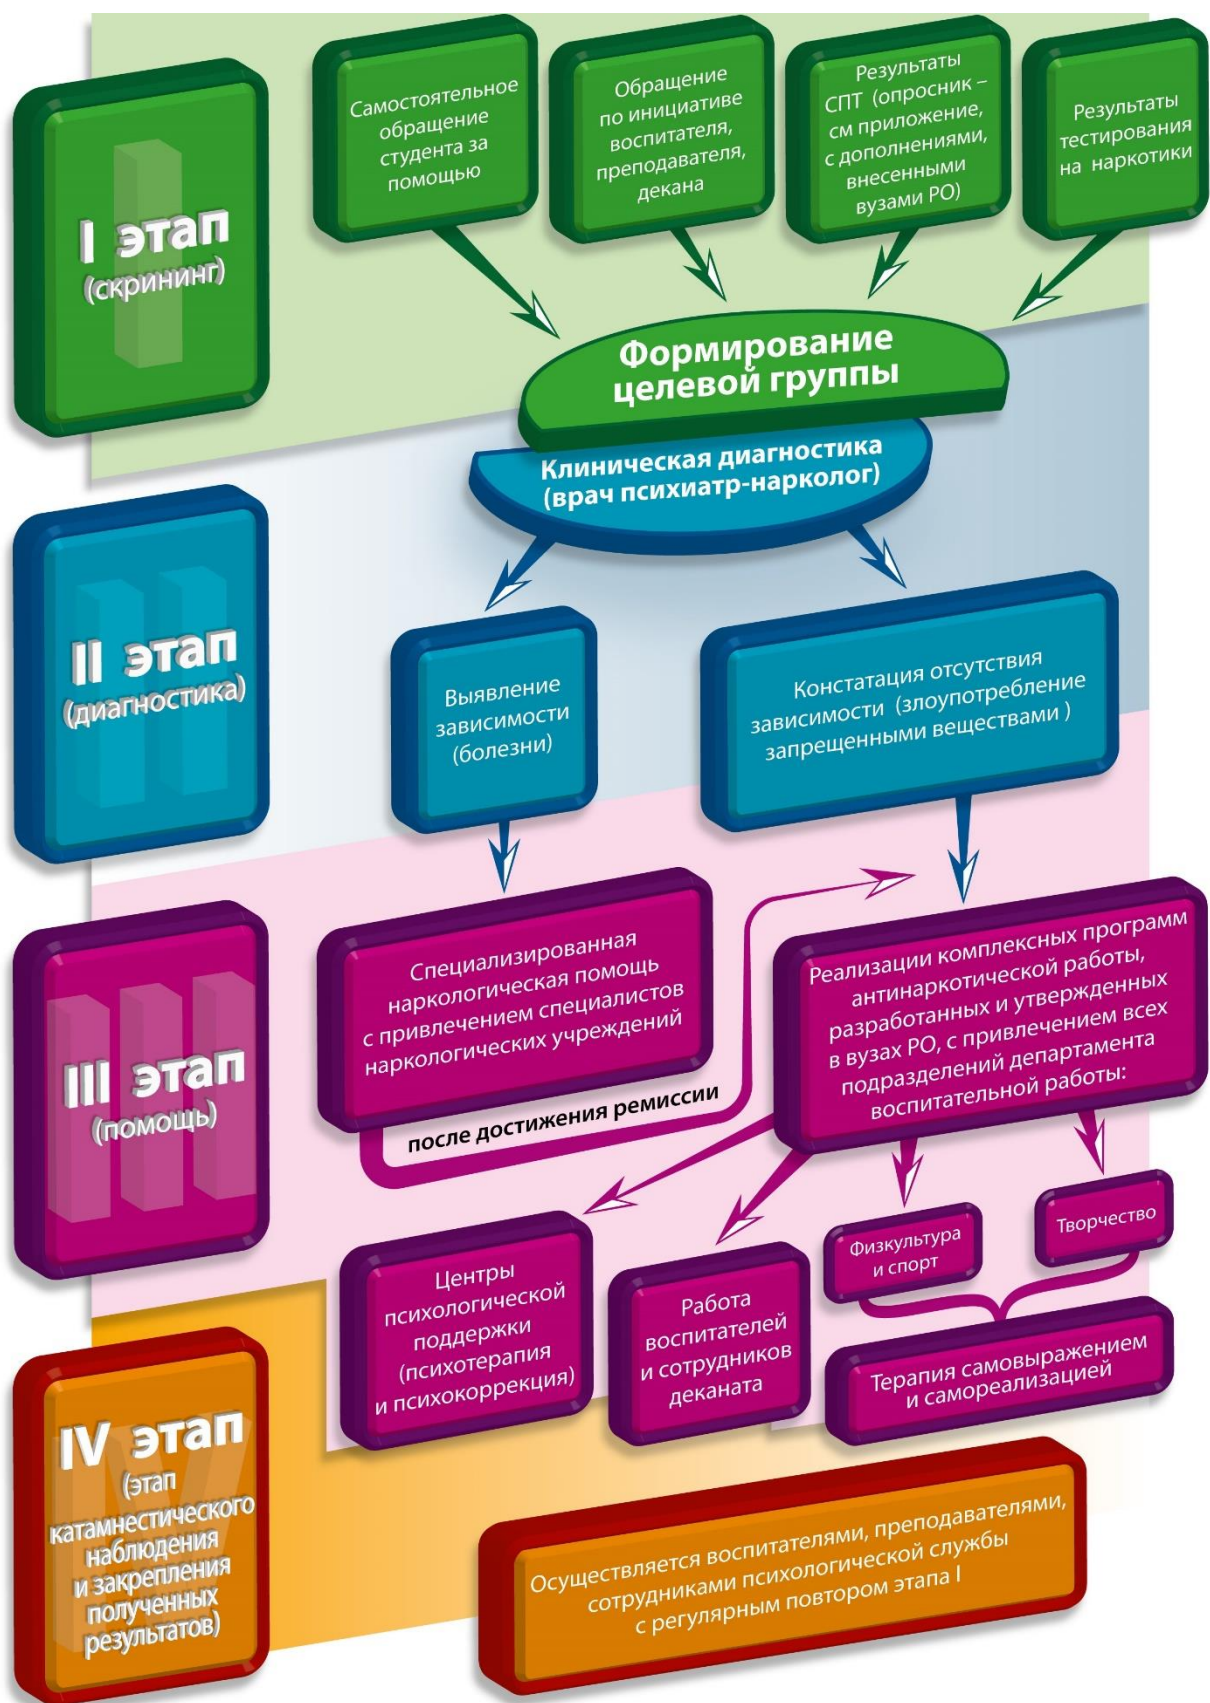 I этап
(скрининг)
Самостоятельное
обращение
студента за
помощью
Обращение
по инициативе
воспитателя,
преподавателя,
декана
Результаты
СПТ (опросник –
см приложение,
с дополнениями,
внесенными
вузами РО)
Результаты
тестирования
на наркотики
Формирование
целевой группы
Клиническая диагностика
(врач психиатр-нарколог)
II этап
(диагностика)
Выявление
зависимости
(болезни)
Констатация отсутствия
зависимости (злоупотребление
запрещенными веществами )
III этап
(помощь)
Специализированная
наркологическая помощь
с привлечением специалистов
наркологических учреждений
после достижения ремиссии
Реализации комплексных программ
антинаркотической работы,
разработанных и утвержденных
в вузах РО, с привлечением всех
подразделений департамента
воспитательной работы:
Центры
психологической
поддержки
(психотерапия
и психокоррекция)
Работа
воспитателей
и сотрудников
деканата
Физкультура
и спорт
Творчество
Терапия самовыражением
и самореализацией
IV этап
(этап
катамнестического
наблюдения
и закрепления
полученных
результатов)
Осуществляется воспитателями, преподавателями,
сотрудниками психологической службы
с регулярным повтором этапа I